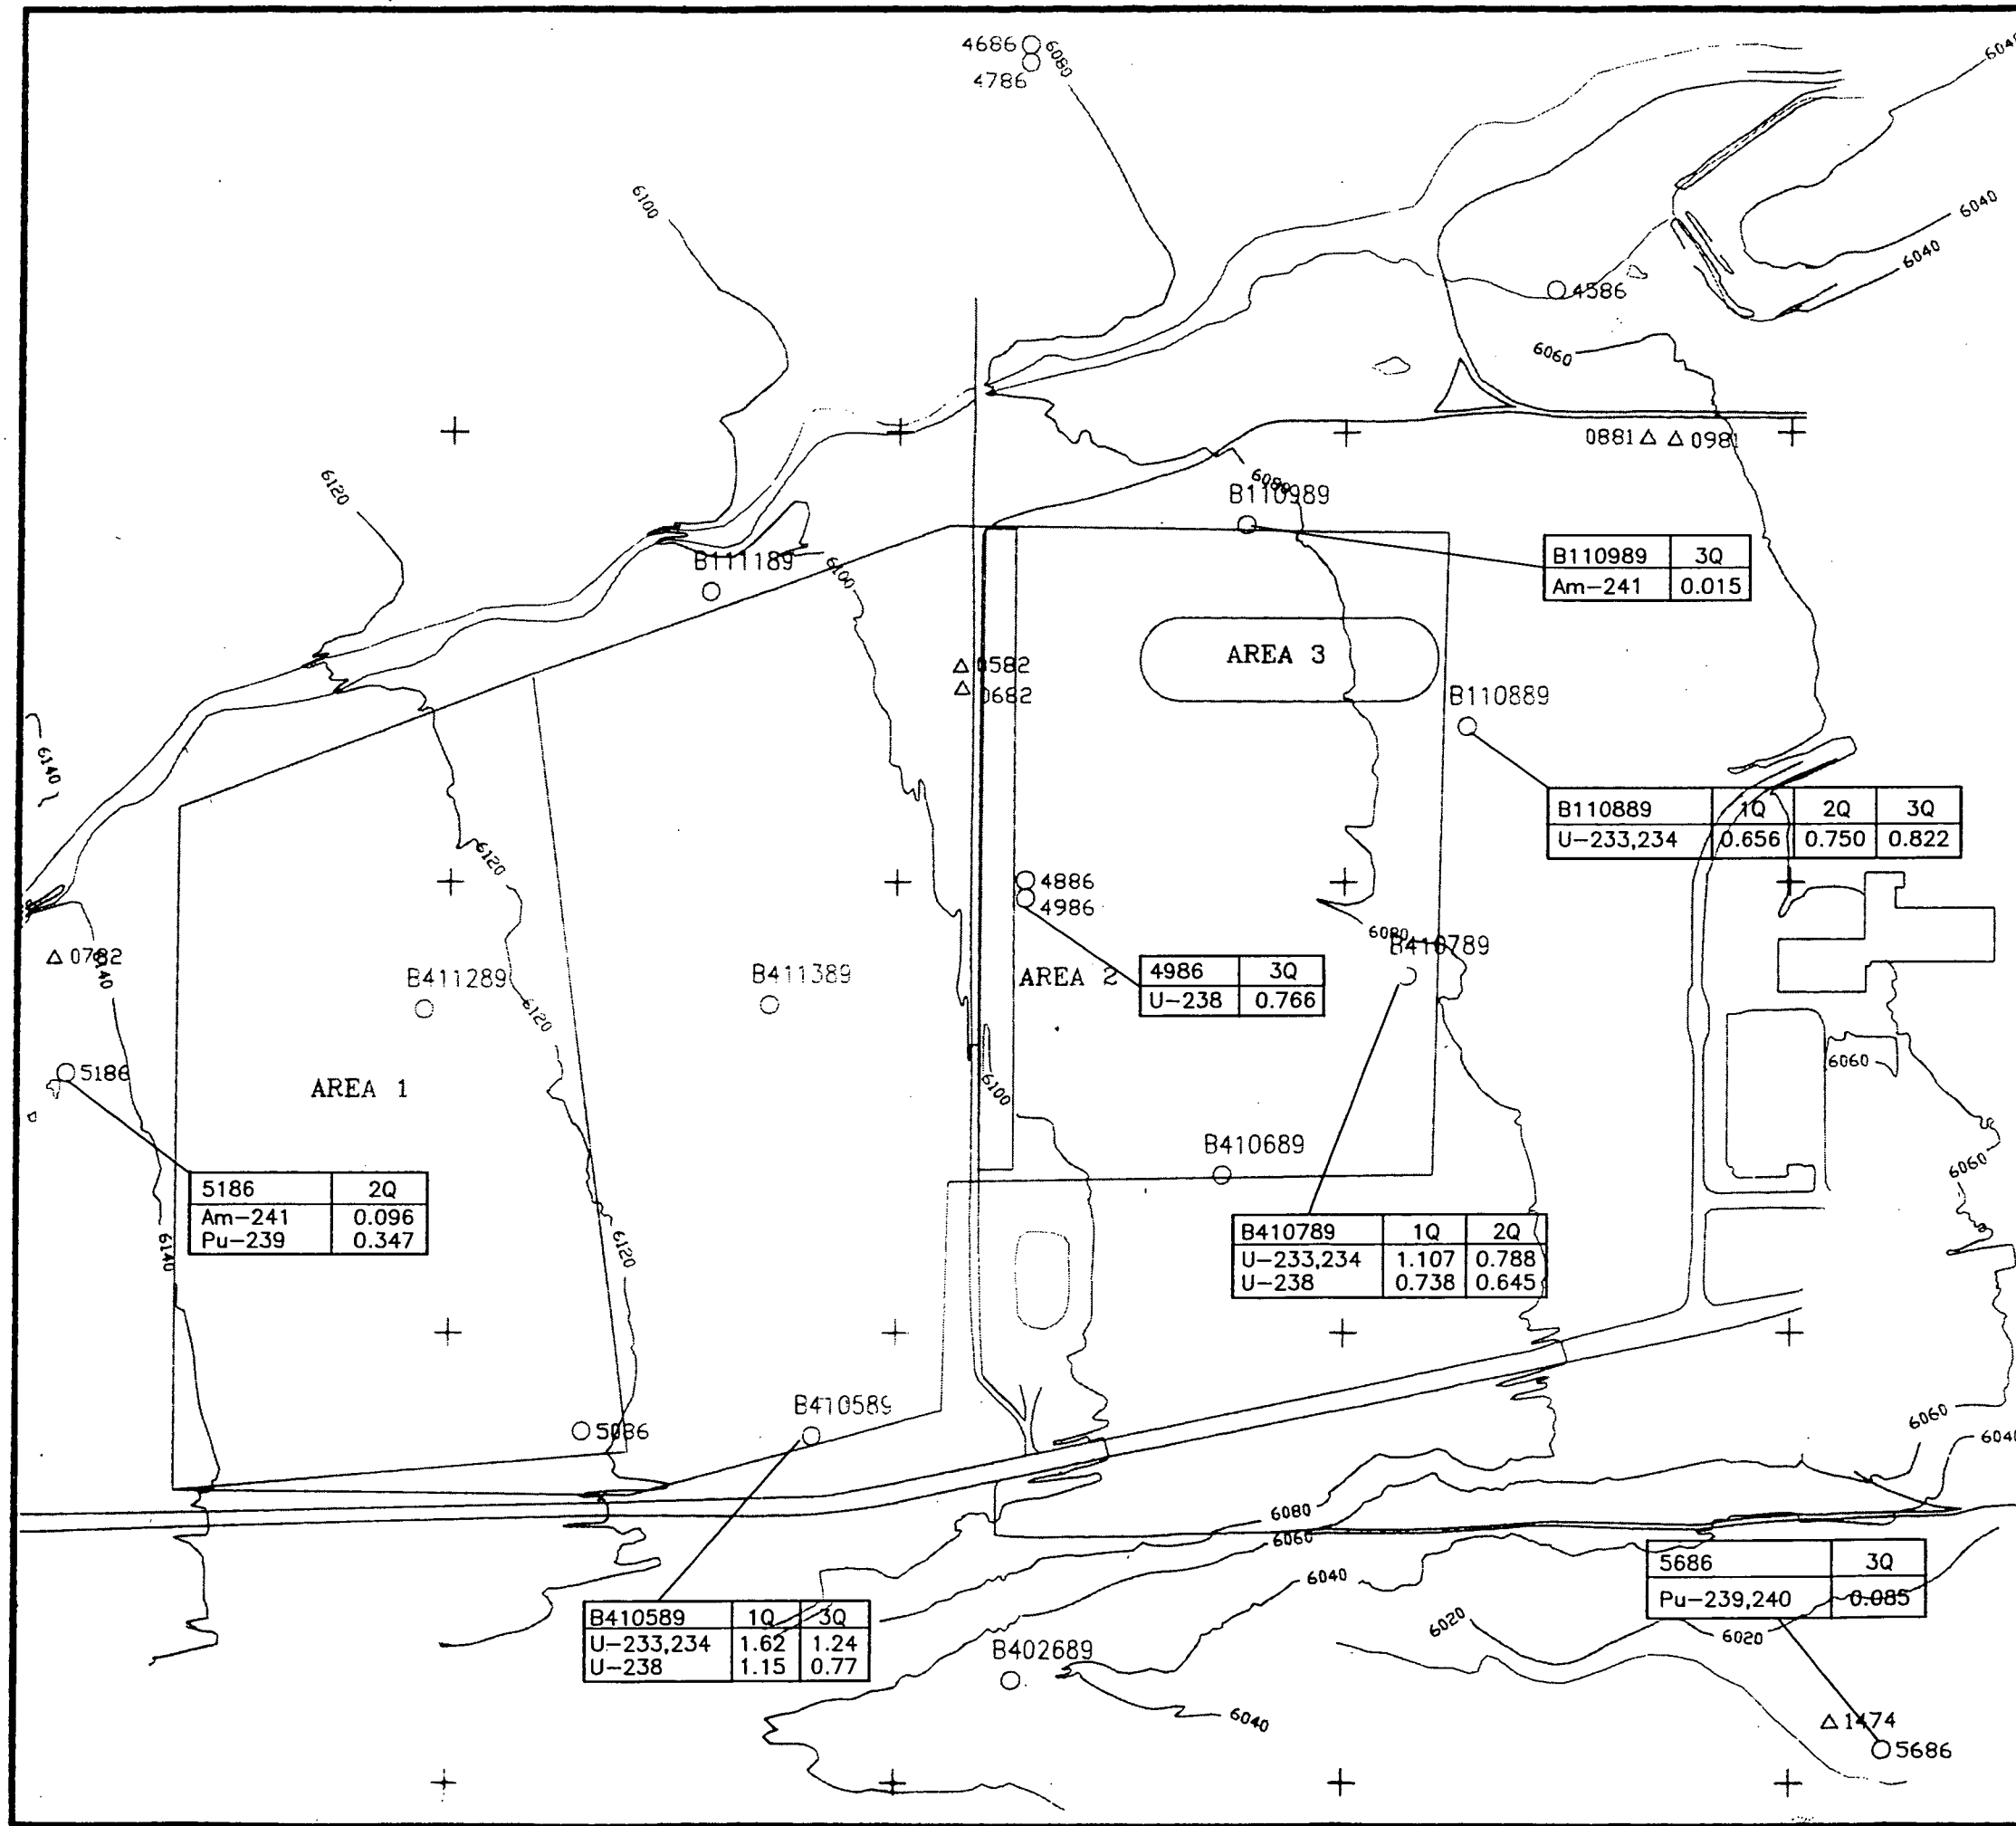 4686
6080
4786
6040
6100
6040
6040
4586
6060
6120
0881 0981
6080
B110989
B111189
6100
B110989 3Q
Am-241 0.015
0582
AREA 3
0682
B110889
6140
B110889 1Q 2Q 3Q
U-233,234 0.656 0.750 0.822
6120
4886
4986
6080
B410789
0782
6140
B411289
B411389
AREA 2
4986 3Q
U-238 0.766
6120
5186
AREA 1
6100
6060
B410689
6060
5186 2Q
Am-241 0.096
Pu-239 0.347
6140
6120
B410789 1Q 2Q
U-233,234 1.107 0.788
U-238 0.738 0.645
B410589
5086
6060
6040
6080
6060
6040
5686 3Q
Pu-239,240 0.085
6020
6020
B410589 1Q 3Q
U-233,234 1.62 1.24
U-238 1.15 0.77
B402689
6040
1474
5686